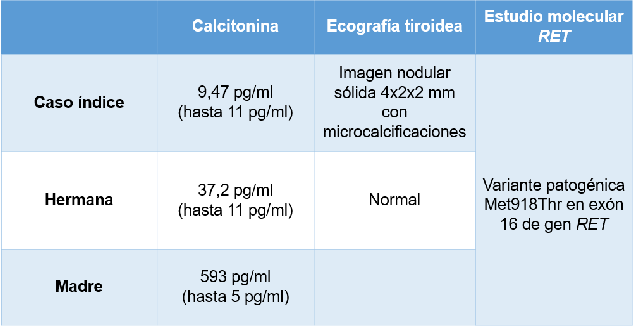 Calcitonina
Ecografía tiroidea
Estudio molecular
RET
Caso índice
9,47 pg/ml
(hasta 11 pg/ml)
Imagen nodular
sólida 4x2x2 mm
con
microcalcificaciones
Hermana
37,2 pg/ml
(hasta 11 pg/ml)
Normal
Variante patogénica
Met918Thr en exón
16 de gen RET
Madre
593 pg/ml
(hasta 5 pg/ml)